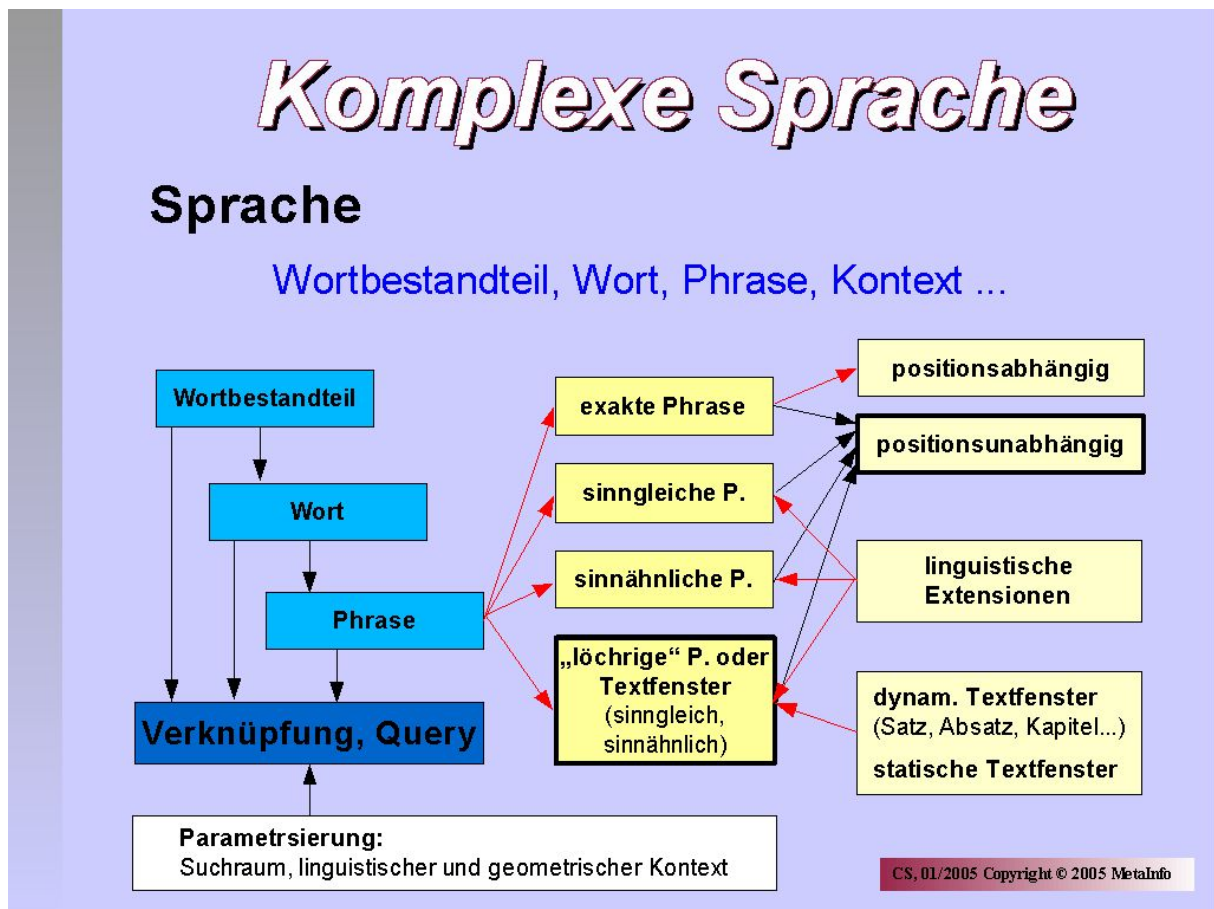 Komplexe Sprache
Sprache
Wortbestandteil, Wort, Phrase, Kontext ...
Wortbestandteil
Wort
Phrase
Verknüpfung, Query
Parametrsierung:
Suchraum, linguistischer und geometrischer Kontext
exakte Phrase
sinngleiche P.
sinnähnliche P.
„löchrige“ P. oder
Textfenster
(sinngleich,
sinnähnlich)
positionsabhängig
positionsunabhängig
linguistische
Extensionen
dynam. Textfenster
(Satz, Absatz, Kapitel...)
statische Textfenster
CS, 01/2005 Copyright © 2005 MetaInfo